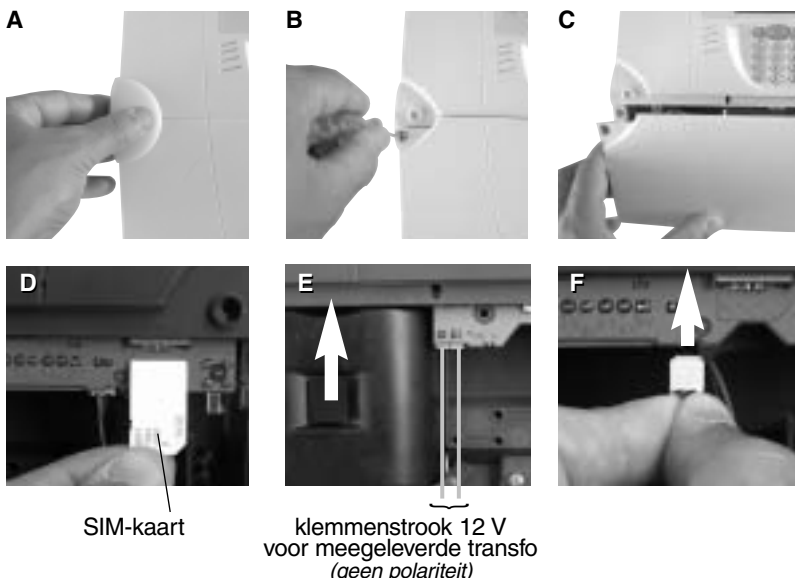 A
B
C
D
E
F
SIM-kaart
klemmenstrook 12 V
voor meegeleverde transfo
(geen polariteit)